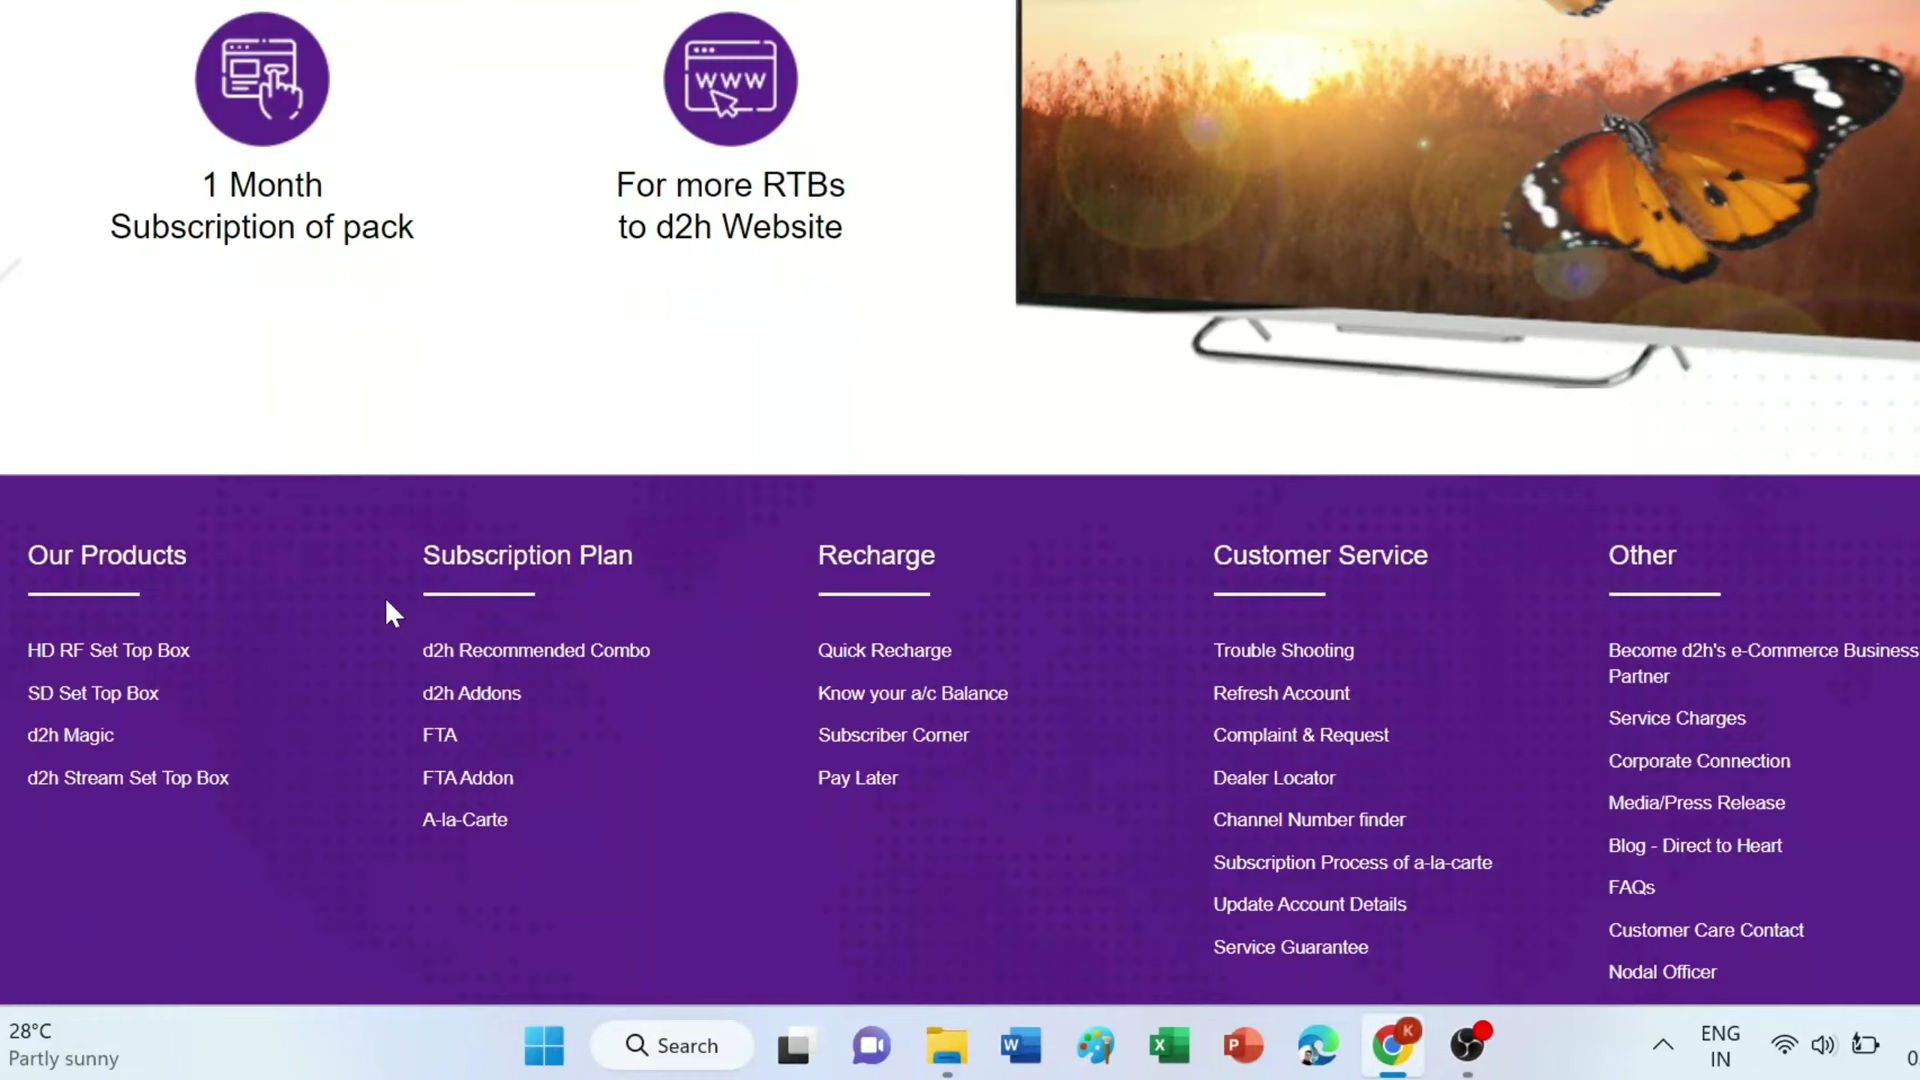 WWW
1 Month
Subscription of pack
For more RTBs
to d2h Website
Our Products
HD RF Set Top Box
SD Set Top Box
d2h Magic
d2h Stream Set Top Box
Subscription Plan
d2h Recommended Combo
d2h Addons
FTA
FTA Addon
A-la-Carte
Recharge
Quick Recharge
Know your a/c Balance
Subscriber Corner
Pay Later
Customer Service
Trouble Shooting
Refresh Account
Complaint & Request
Dealer Locator
Channel Number finder
Subscription Process of a-la-carte
Update Account Details
Service Guarantee
Other
Become d2h's e-Commerce Business
Partner
Service Charges
Corporate Connection
Media/Press Release
Blog - Direct to Heart
FAQs
Customer Care Contact
Nodal Officer
28°C
Partly sunny
Search
W
X
P
K
ENG
IN
0